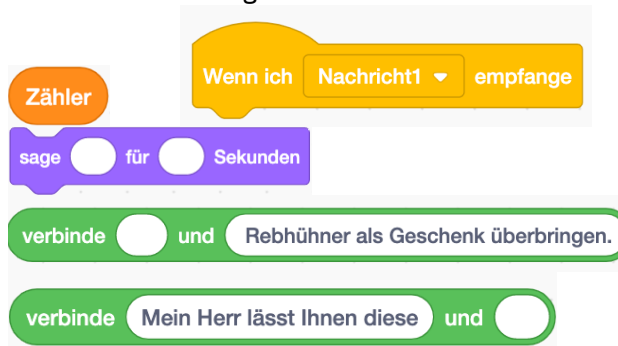 Wenn ich Nachricht1 empfange
Zähler
sage für Sekunden
verbinde und Rebhühner als Geschenk überbringen.
verbinde Mein Herr lässt Ihnen diese und